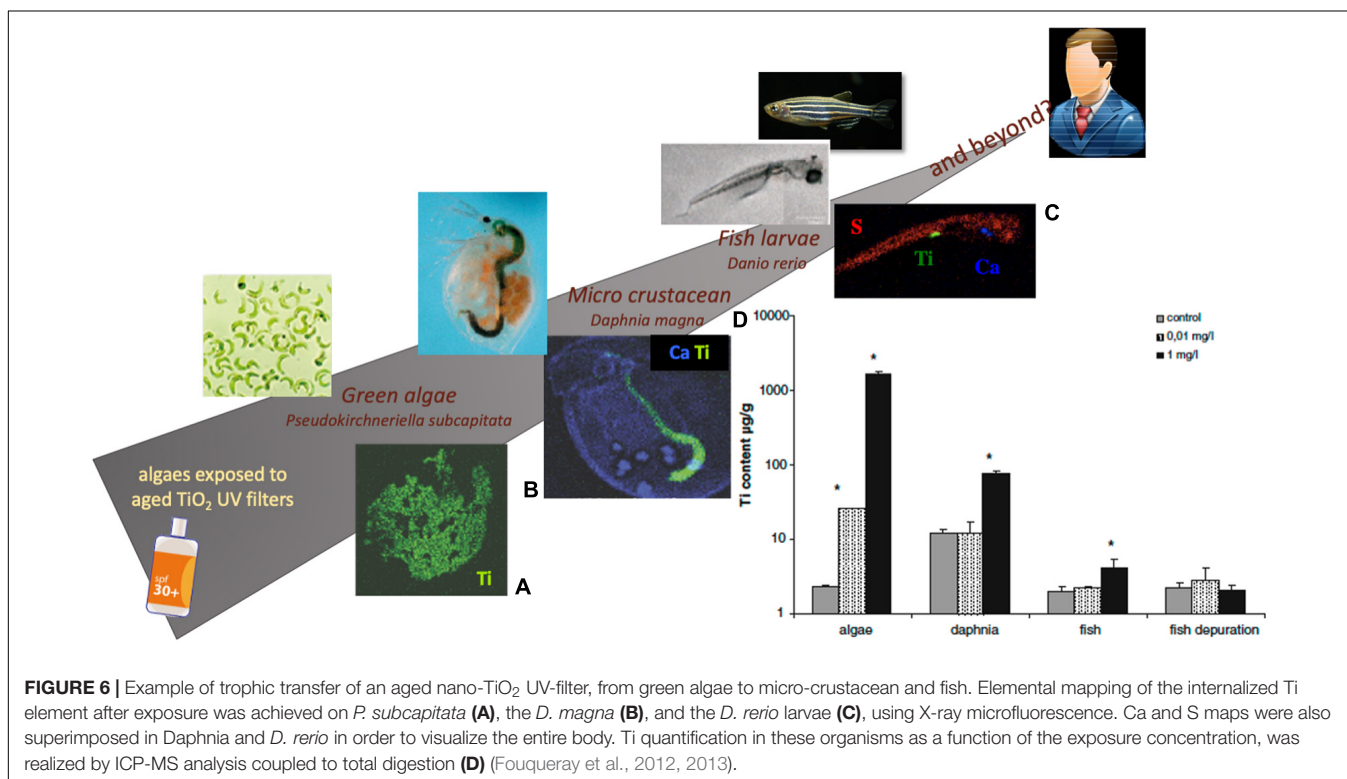 and beyond?
C
S
Ti
Ca
Fish larvae
Danio rerio
Micro crustacean
Daphnia magna
D
Ca Ti
B
Green algae
Pseudokirchneriella subcapitata
algaes exposed to
aged TiO₂ UV filters
spf
30+
Ti
A
10000
1000
100
10
1
Ti content µg/g
control
0,01 mg/l
1 mg/l
*
*
*
*
algae
daphnia
fish
fish depuration
FIGURE 6 | Example of trophic transfer of an aged nano-TiO₂ UV-filter, from green algae to micro-crustacean and fish. Elemental mapping of the internalized Ti
element after exposure was achieved on P. subcapitata (A), the D. magna (B), and the D. rerio larvae (C), using X-ray microfluorescence. Ca and S maps were also
superimposed in Daphnia and D. rerio in order to visualize the entire body. Ti quantification in these organisms as a function of the exposure concentration, was
realized by ICP-MS analysis coupled to total digestion (D) (Fouqueray et al., 2012, 2013).